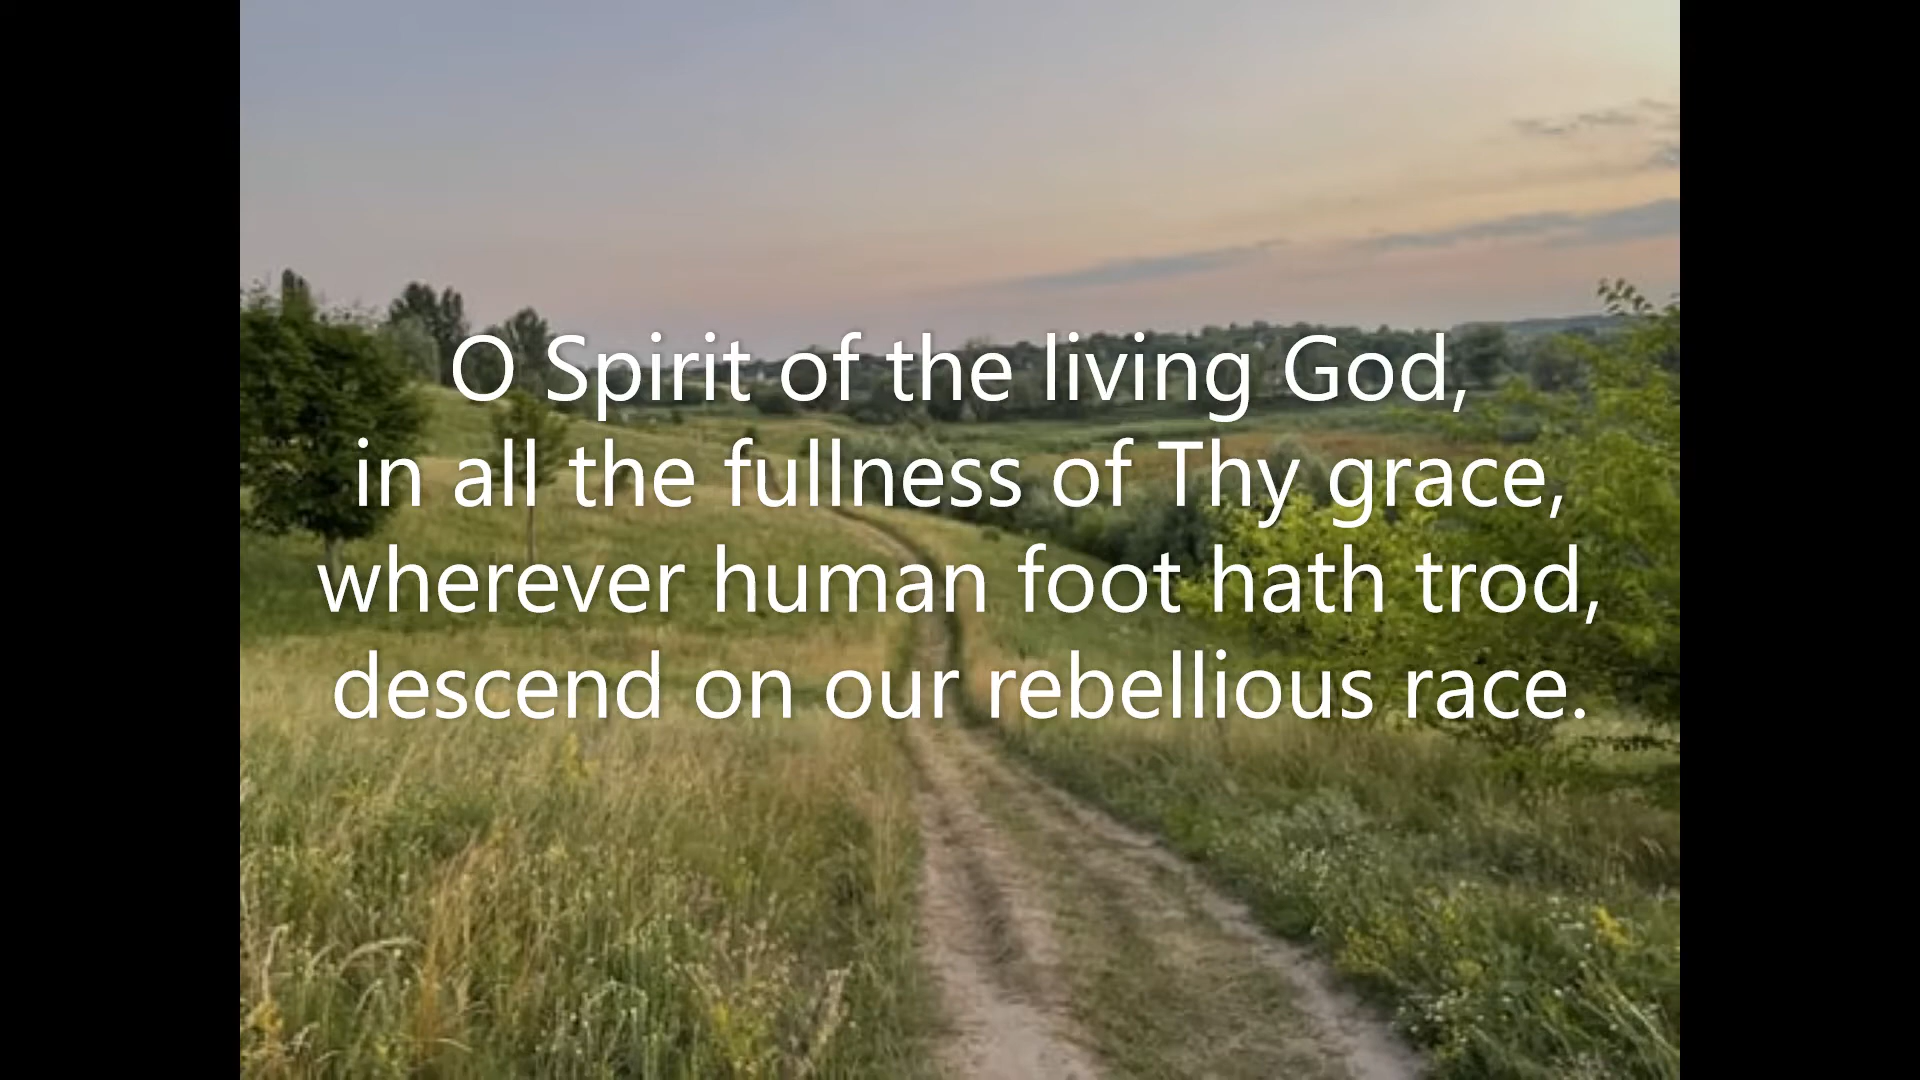 O Spirit of the living God,
in all the fullness of Thy grace,
wherever human foot hath trod,
descend on our rebellious race.